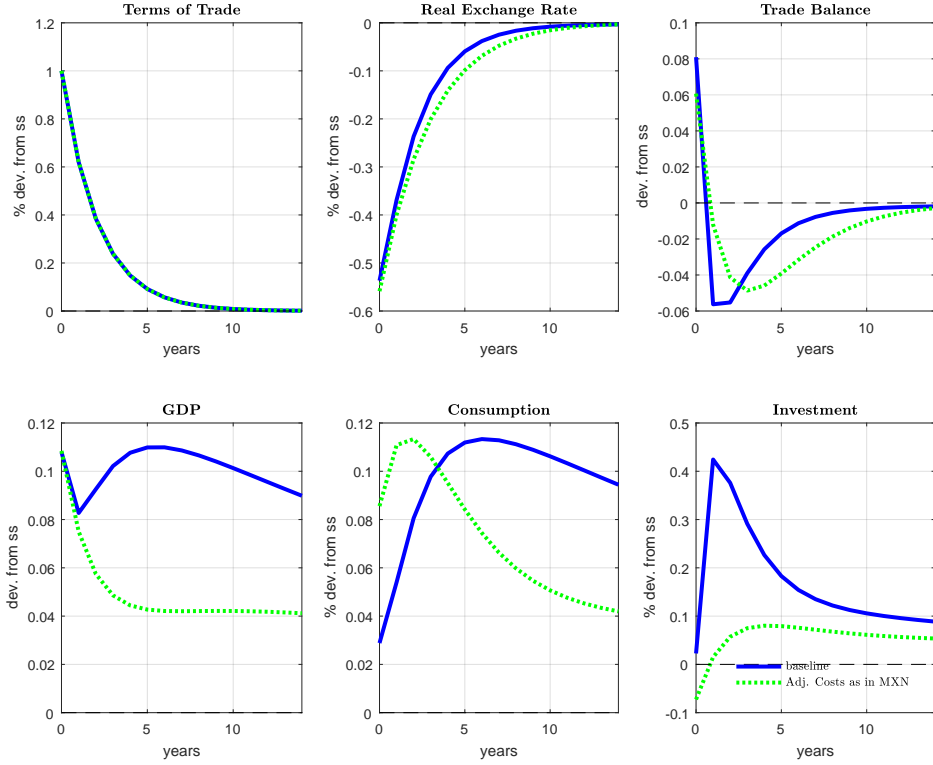 Terms of Trade
1.2
1
0.8
0.6
0.4
0.2
0
0 5 10
% dev. from ss
years
Real Exchange Rate
0
-0.1
-0.2
-0.3
-0.4
-0.5
-0.6
0 5 10
% dev. from ss
years
Trade Balance
0.1
0.08
0.06
0.04
0.02
0
-0.02
-0.04
-0.06
0 5 10
dev. from ss
years
GDP
0.12
0.1
0.08
0.06
0.04
0.02
0
0 5 10
dev. from ss
years
Consumption
0.12
0.1
0.08
0.06
0.04
0.02
0
0 5 10
% dev. from ss
years
Investment
0.5
0.4
0.3
0.2
0.1
0
-0.1
0 5 10
% dev. from ss
years
baseline
Adj. Costs as in MXN